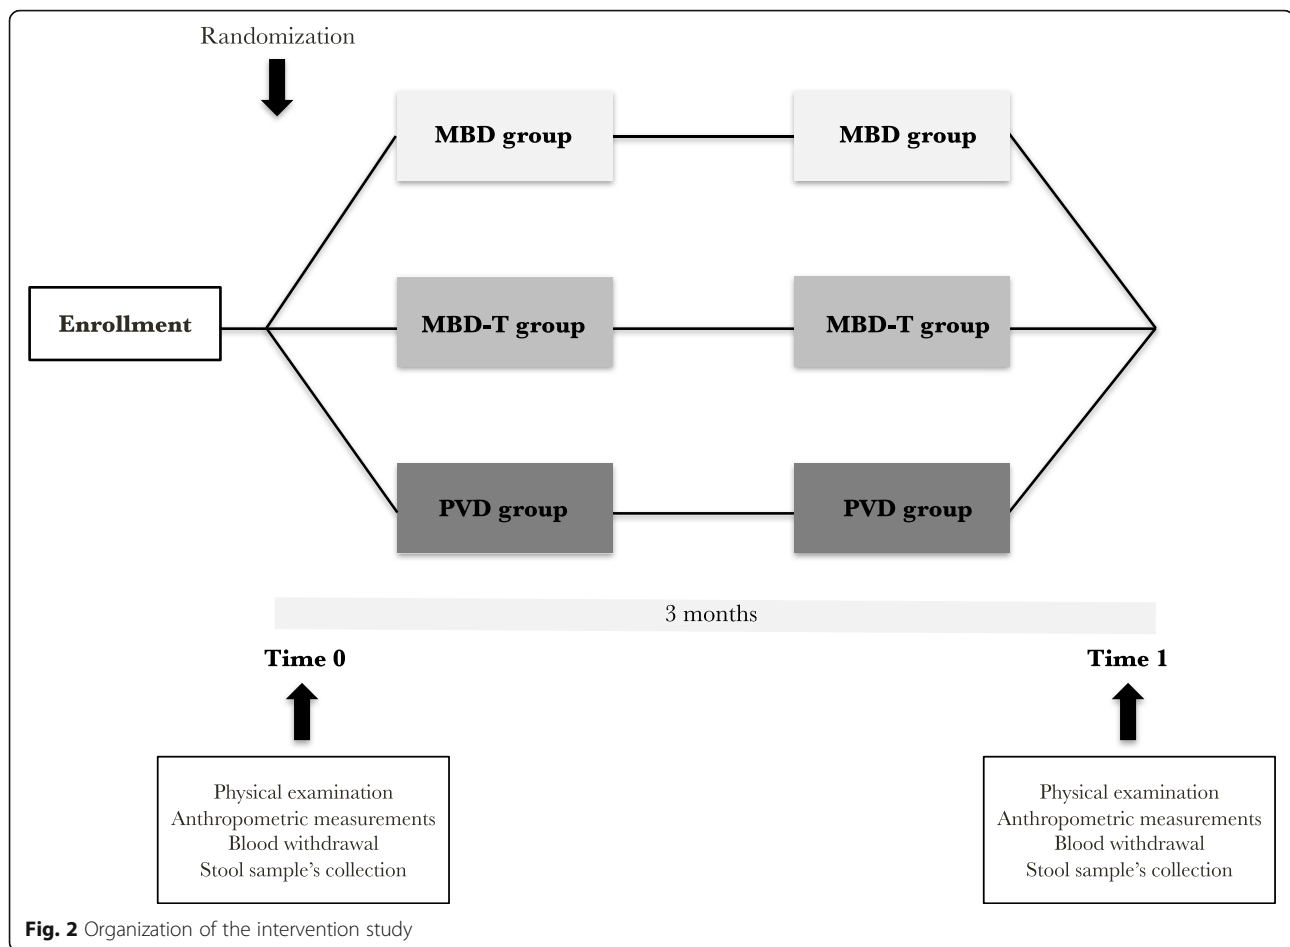 Randomization
MBD group
MBD group
Enrollment
MBD-T group
MBD-T group
PVD group
PVD group
3 months
Time 0
Time 1
Physical examination
Anthropometric measurements
Blood withdrawal
Stool sample's collection
Physical examination
Anthropometric measurements
Blood withdrawal
Stool sample's collection
Fig. 2 Organization of the intervention study